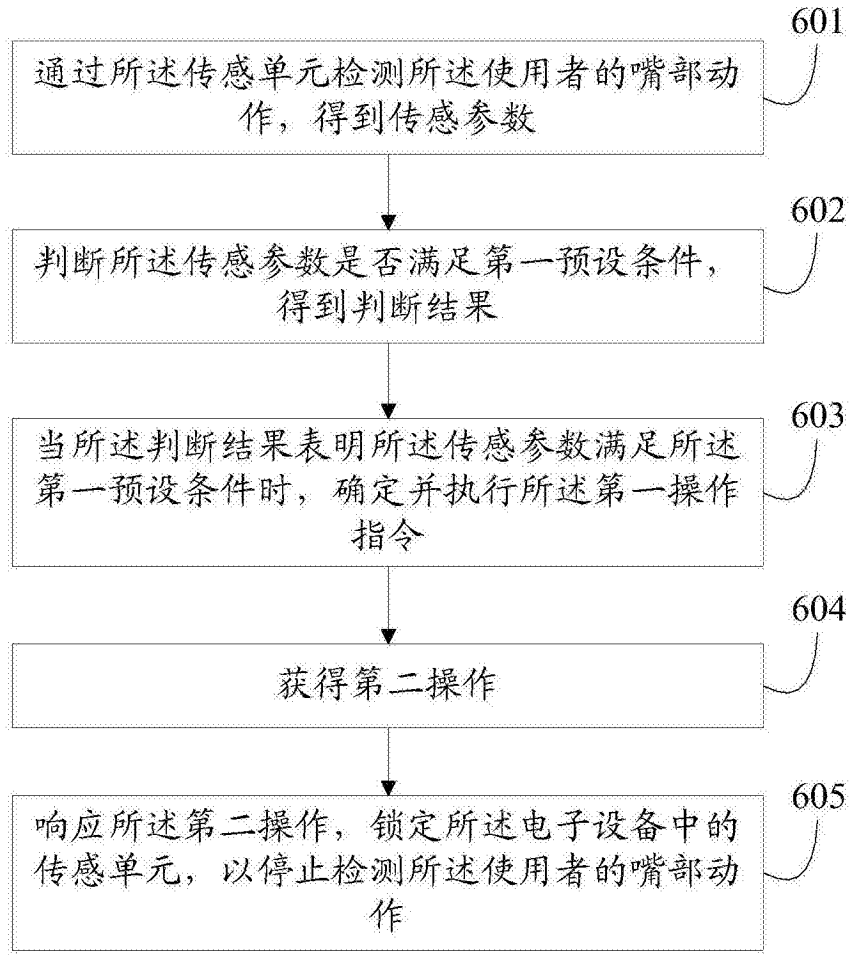 601
通过所述传感单元检测所述使用者的嘴部动
作，得到传感参数
602
判断所述传感参数是否满足第一预设条件，
得到判断结果
603
当所述判断结果表明所述传感参数满足所述
第一预设条件时，确定并执行所述第一操作
指令
604
获得第二操作
605
响应所述第二操作，锁定所述电子设备中的
传感单元，以停止检测所述使用者的嘴部动
作